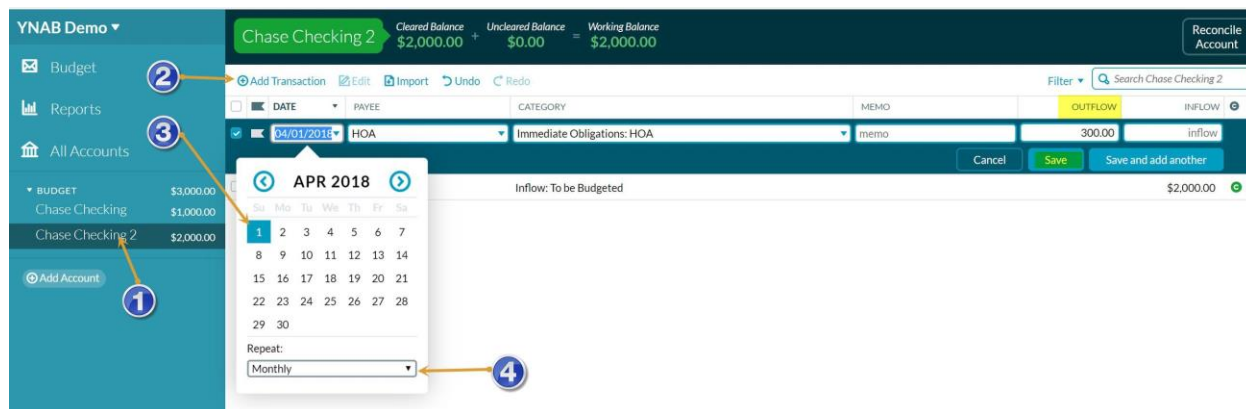 YNAB Demo
Budget
Reports
All Accounts
BUDGET $3,000.00
Chase Checking $1,000.00
Chase Checking 2 $2,000.00
Add Account
1
2
3
4
Chase Checking 2
Cleared Balance
$2,000.00
+
Uncleared Balance
$0.00
=
Working Balance
$2,000.00
Reconcile
Account
Add Transaction Edit Import Undo Redo
Filter Search Chase Checking 2
DATE PAYEE CATEGORY MEMO OUTFLOW INFLOW C
04/01/2018 HOA Immediate Obligations: HOA memo 300.00 inflow
Cancel Save Save and add another
Inflow: To be Budgeted $2,000.00 C
APR 2018
Su Mo Tu We Th Fr Sa
1 2 3 4 5 6 7
8 9 10 11 12 13 14
15 16 17 18 19 20 21
22 23 24 25 26 27 28
29 30
Repeat:
Monthly